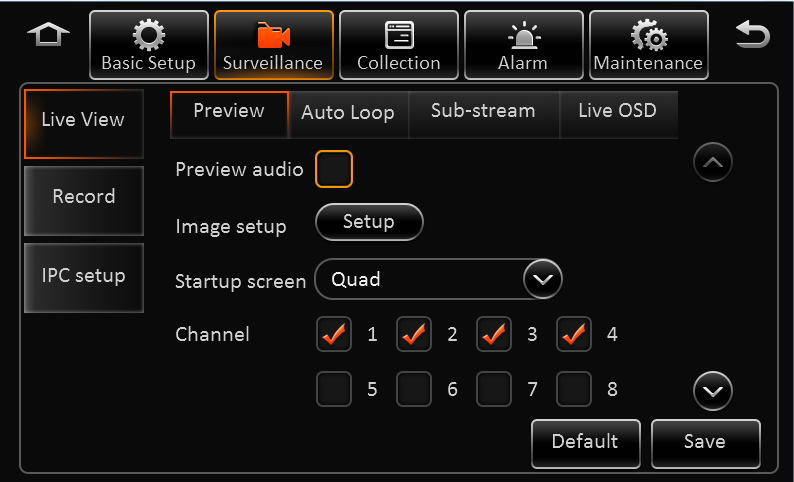 Basic Setup Surveillance Collection Alarm Maintenance
Live View Preview Auto Loop Sub-stream Live OSD
Preview audio
Record
Image setup Setup
IPC setup Startup screen Quad
Channel 1 2 3 4
5 6 7 8
Default Save